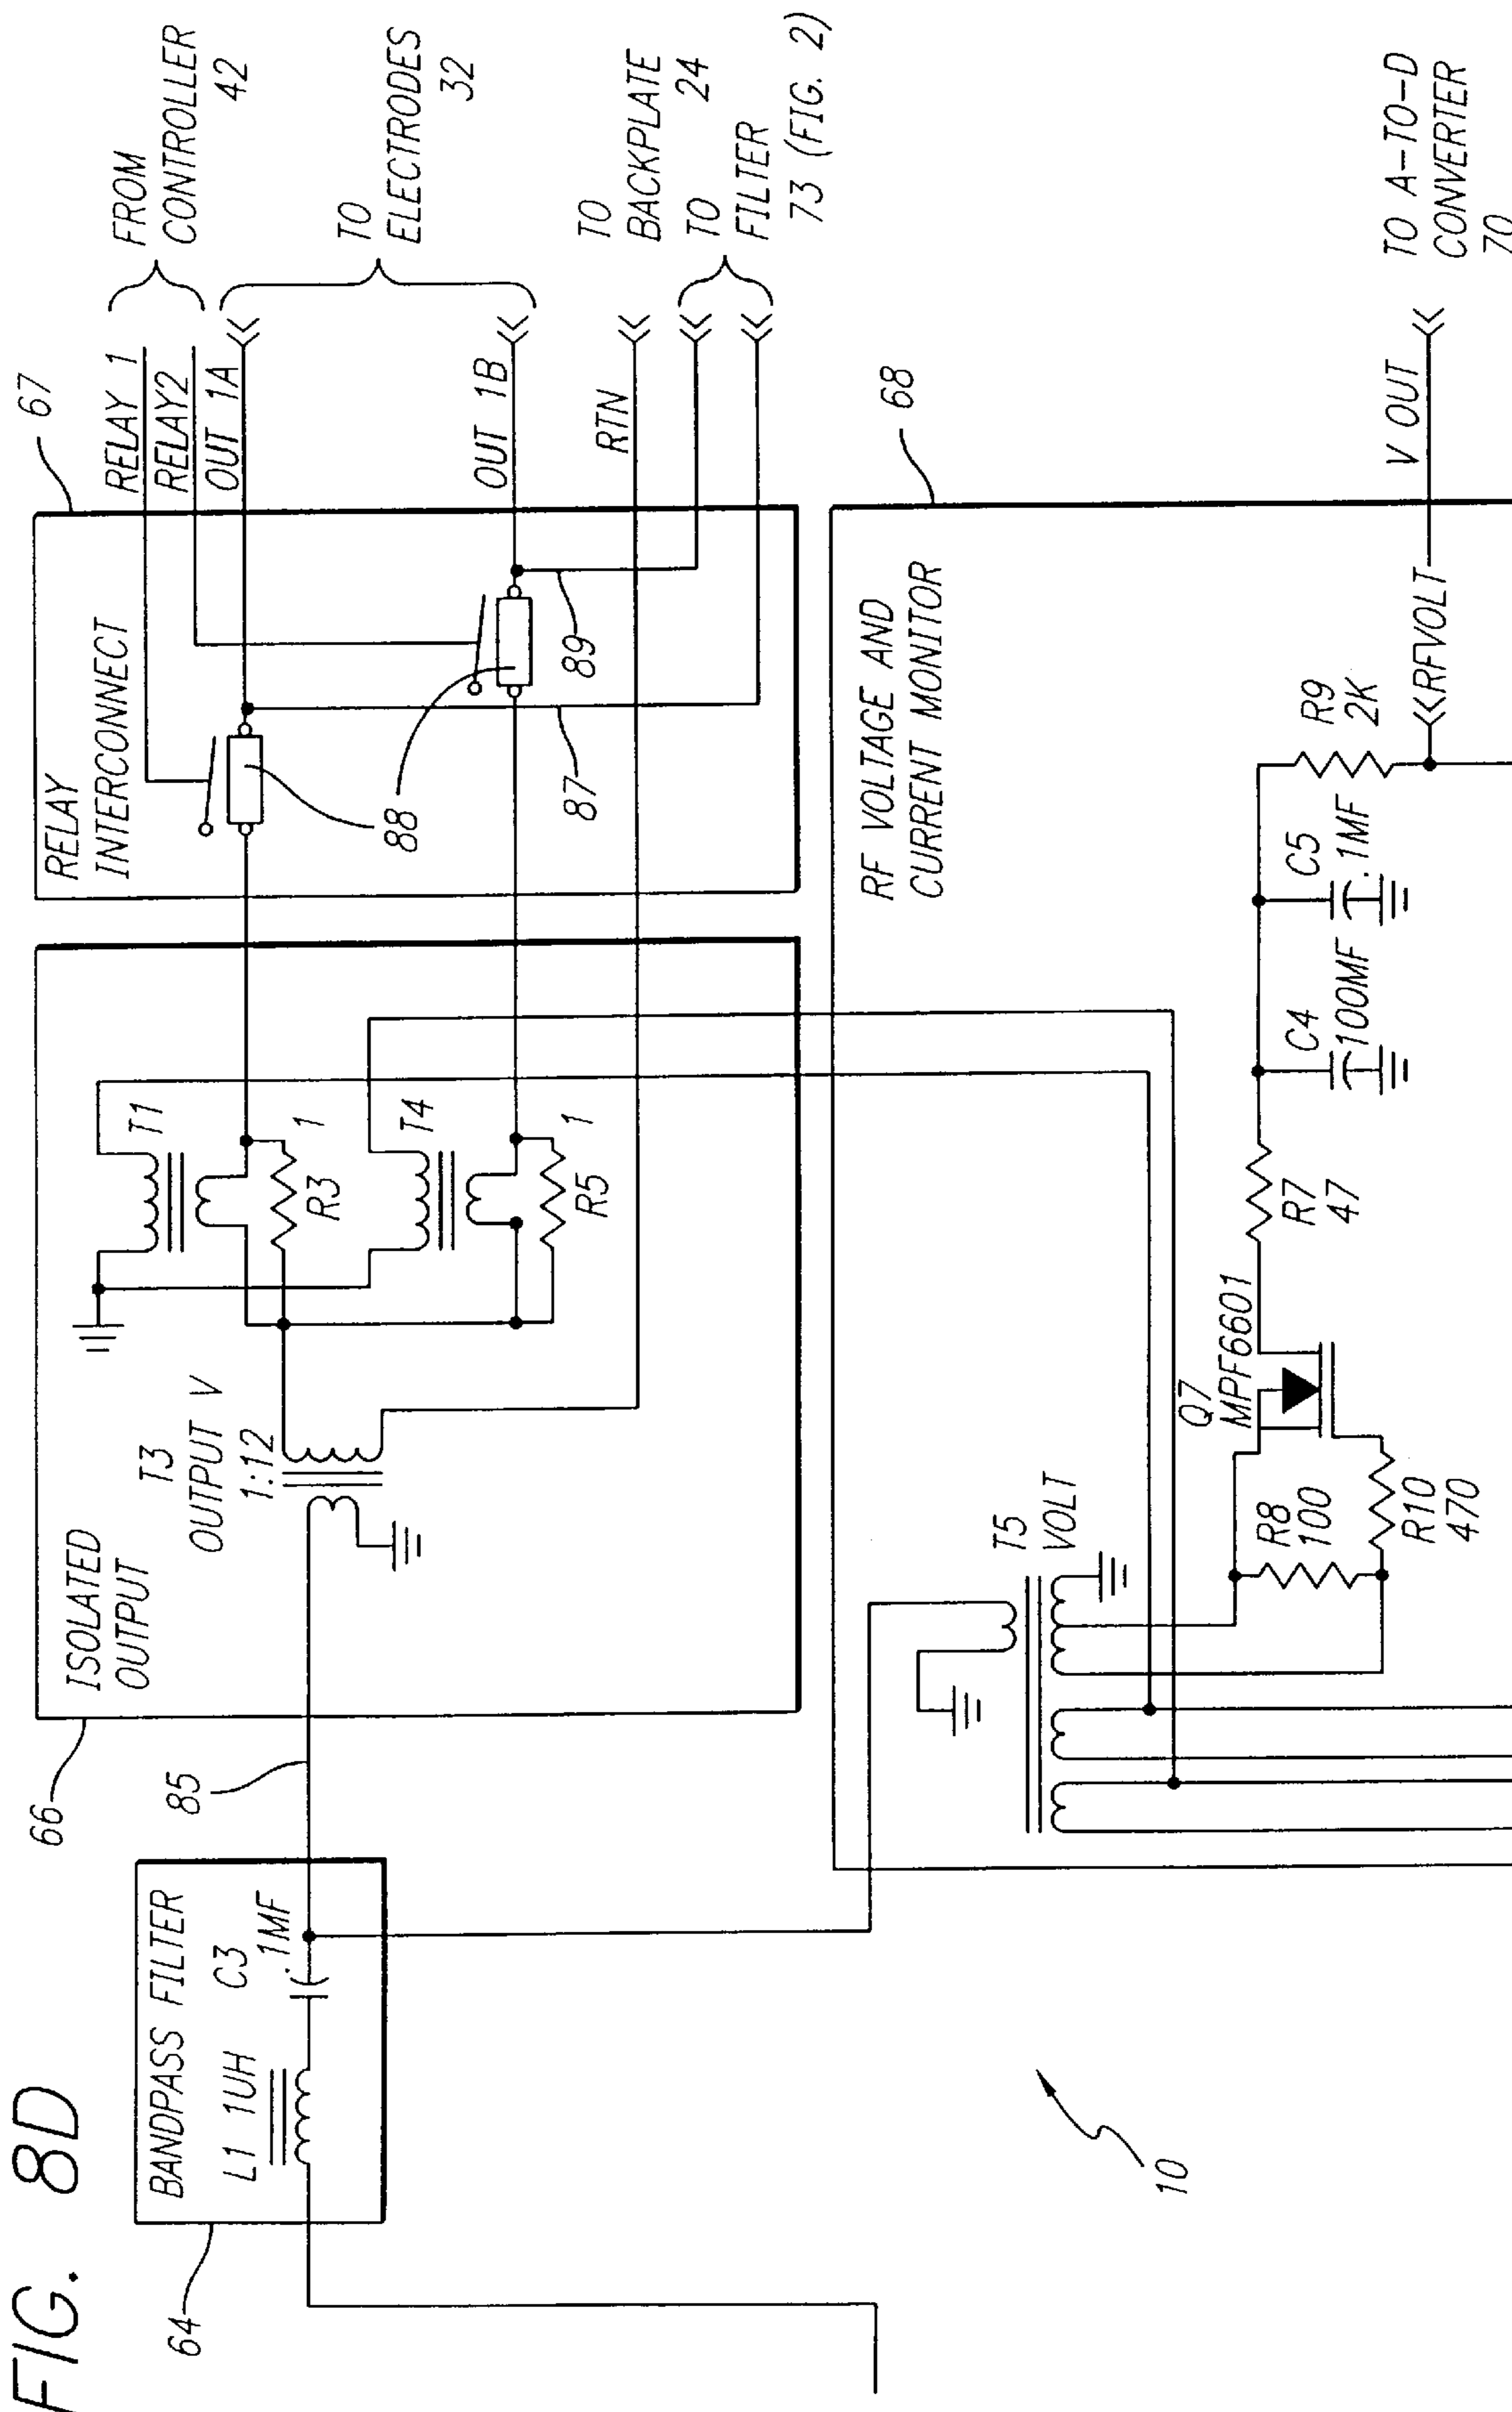 FIG. 8D
64
BANDPASS FILTER
L1 1UH
C3
.1MF
85
66
ISOLATED
OUTPUT
T3
OUTPUT V
1:12
T1
1
R3
T4
1
R5
67
RELAY
INTERCONNECT
88
87
89
RELAY 1
RELAY2
OUT 1A
OUT 1B
RTN
FROM
CONTROLLER
42
TO
ELECTRODES
32
TO
BACKPLATE
24
TO
FILTER
73 (FIG. 2)
10
68
RF VOLTAGE AND
CURRENT MONITOR
T5
VOLT
R8
100
R10
470
Q7
MPF6601
R7
47
C4
100MF
C5
.1MF
R9
2K
RFVOLT
V OUT
TO A-TO-D
CONVERTER
70